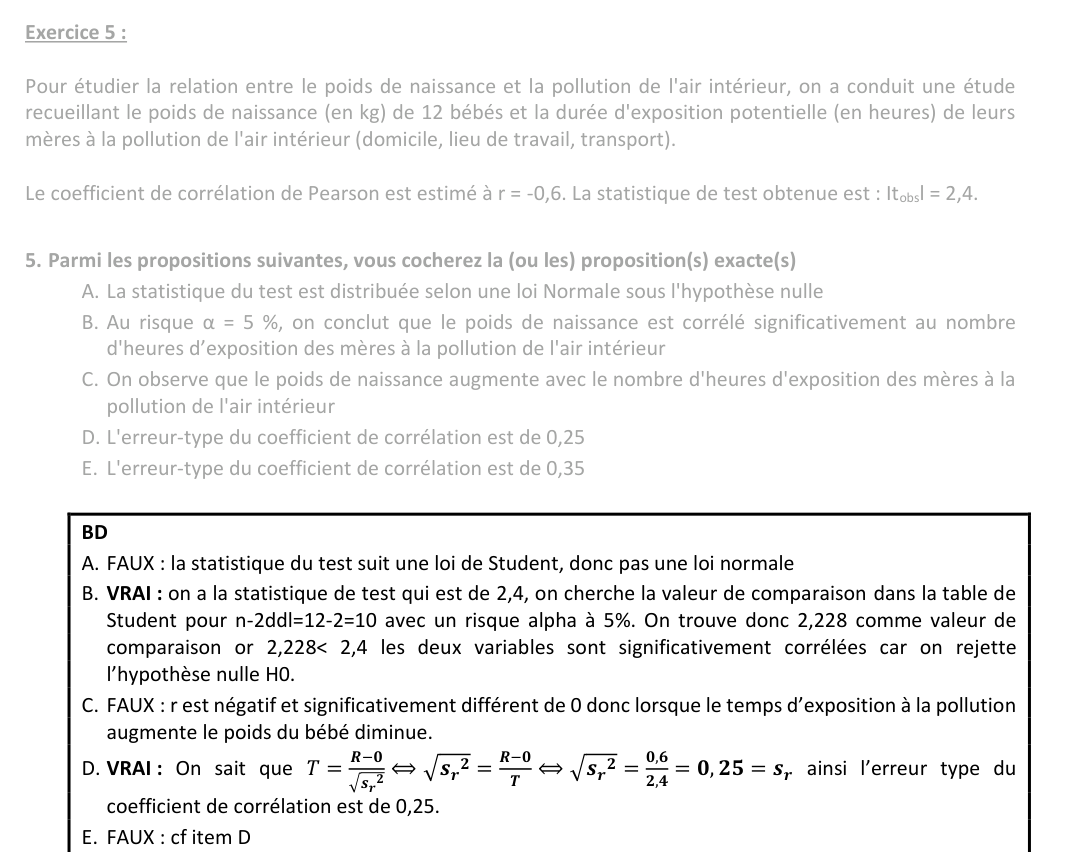 Exercice 5 :
Pour étudier la relation entre le poids de naissance et la pollution de l'air intérieur, on a conduit une étude
recueillant le poids de naissance (en kg) de 12 bébés et la durée d'exposition potentielle (en heures) de leurs
mères à la pollution de l'air intérieur (domicile, lieu de travail, transport).
Le coefficient de corrélation de Pearson est estimé à r = -0,6. La statistique de test obtenue est : Itobsl = 2,4.
5. Parmi les propositions suivantes, vous cocherez la (ou les) proposition(s) exacte(s)
A. La statistique du test est distribuée selon une loi Normale sous l'hypothèse nulle
B. Au risque α = 5 %, on conclut que le poids de naissance est corrélé significativement au nombre
d'heures d’exposition des mères à la pollution de l'air intérieur
C. On observe que le poids de naissance augmente avec le nombre d'heures d'exposition des mères à la
pollution de l'air intérieur
D. L'erreur-type du coefficient de corrélation est de 0,25
E. L'erreur-type du coefficient de corrélation est de 0,35
BD
A. FAUX : la statistique du test suit une loi de Student, donc pas une loi normale
B. VRAI : on a la statistique de test qui est de 2,4, on cherche la valeur de comparaison dans la table de
Student pour n-2ddl=12-2=10 avec un risque alpha à 5%. On trouve donc 2,228 comme valeur de
comparaison or 2,228< 2,4 les deux variables sont significativement corrélées car on rejette
l’hypothèse nulle H0.
C. FAUX : r est négatif et significativement différent de 0 donc lorsque le temps d’exposition à la pollution
augmente le poids du bébé diminue.
D. VRAI : On sait que T = (R−0)/√(sᵣ²) ⟺ √(sᵣ²) = (R−0)/T ⟺ √(sᵣ²) = 0,6/2,4 = 0, 25 = sᵣ ainsi l’erreur type du
coefficient de corrélation est de 0,25.
E. FAUX : cf item D